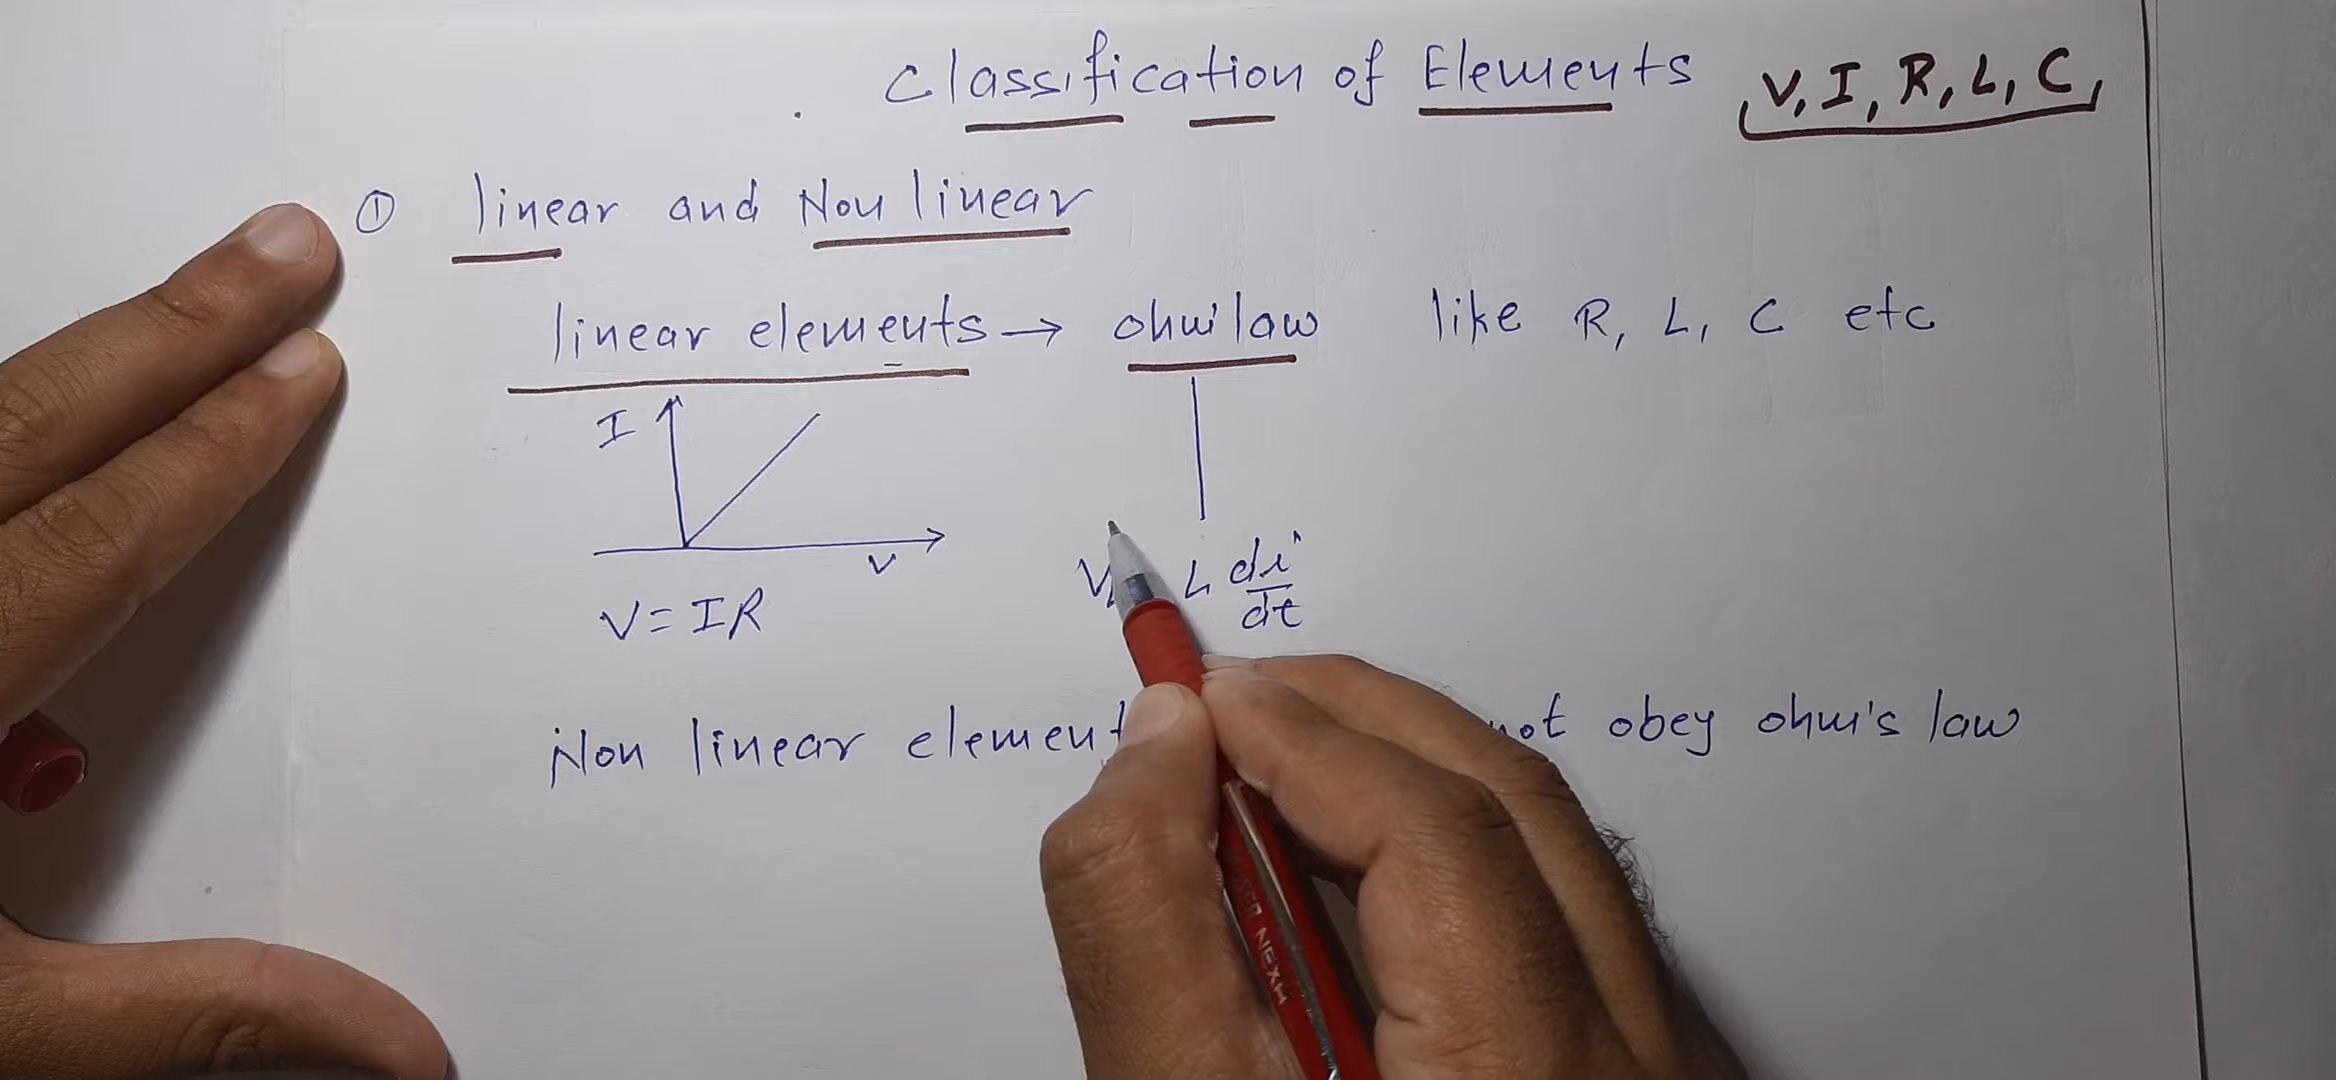 Classification of Elements V, I, R, L, C,
① linear and Non linear
linear elements → ohm' law like R, L, C etc
I
V
V = IR
L di/dt
Non linear element not obey ohm's law